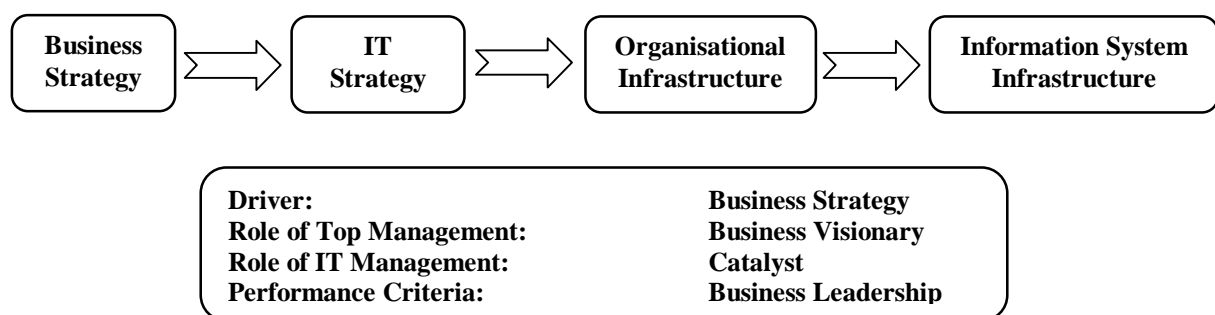 Business
Strategy
IT
Strategy
Organisational
Infrastructure
Information System
Infrastructure
Driver: Business Strategy
Role of Top Management: Business Visionary
Role of IT Management: Catalyst
Performance Criteria: Business Leadership